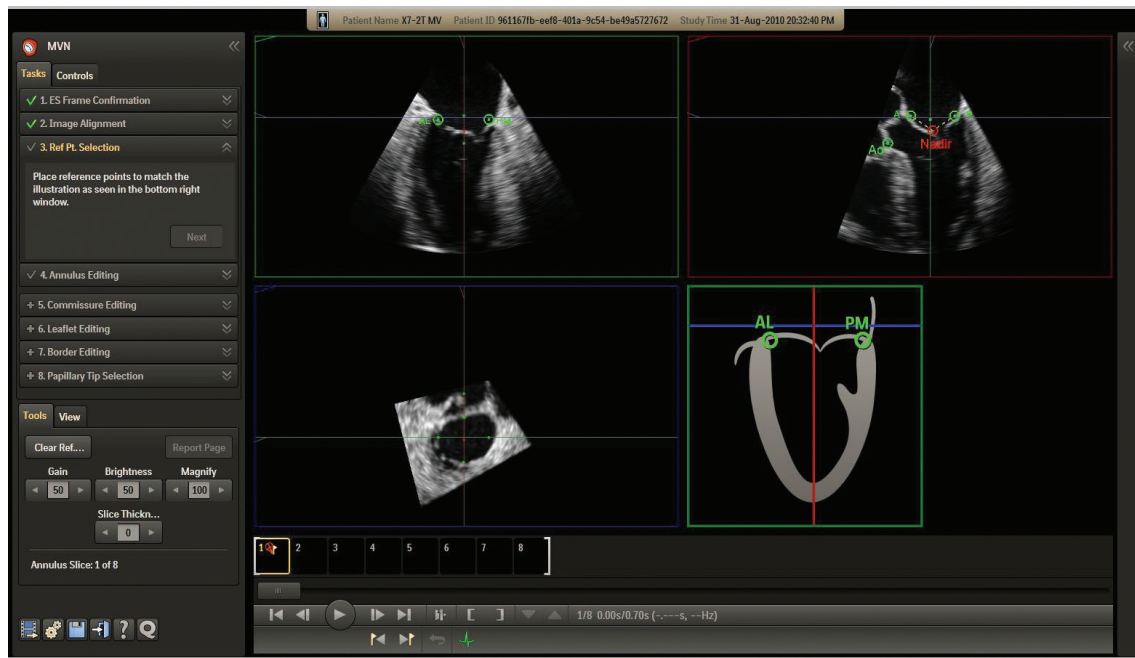 Patient Name X7-2T MV Patient ID 961167fb-eef8-401a-9c54-be49a5727672 Study Time 31-Aug-2010 20:32:40 PM
MVN
Tasks Controls
1. ES Frame Confirmation
2. Image Alignment
3. Ref Pt. Selection
Place reference points to match the
illustration as seen in the bottom right
window.
Next
4. Annulus Editing
+ 5. Commissure Editing
+ 6. Leaflet Editing
+ 7. Border Editing
+ 8. Papillary Tip Selection
Tools View
Clear Ref.... Report Page
Gain Brightness Magnify
50 50 100
Slice Thickn...
0
Annulus Slice: 1 of 8
AL PM
A
Ao Nadir
AL PM
1 2 3 4 5 6 7 8
1/8 0.00s/0.70s (-.---s, --Hz)
? Q